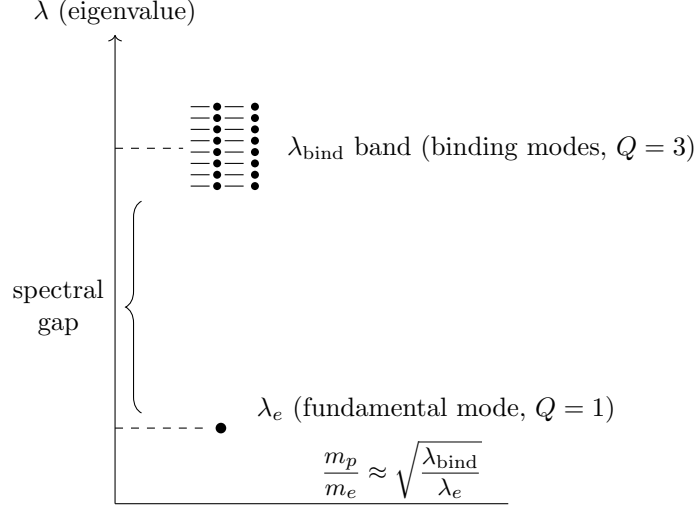 λ (eigenvalue)
λ_bind band (binding modes, Q = 3)
spectral
gap
λ_e (fundamental mode, Q = 1)
m_p/m_e ≈ √(λ_bind/λ_e)